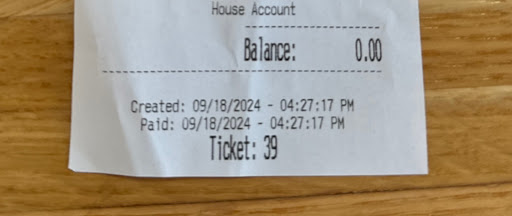 House Account
Balance: 0.00
Created: 09/18/2024 - 04:27:17 PM
Paid: 09/18/2024 - 04:27:17 PM
Ticket: 39